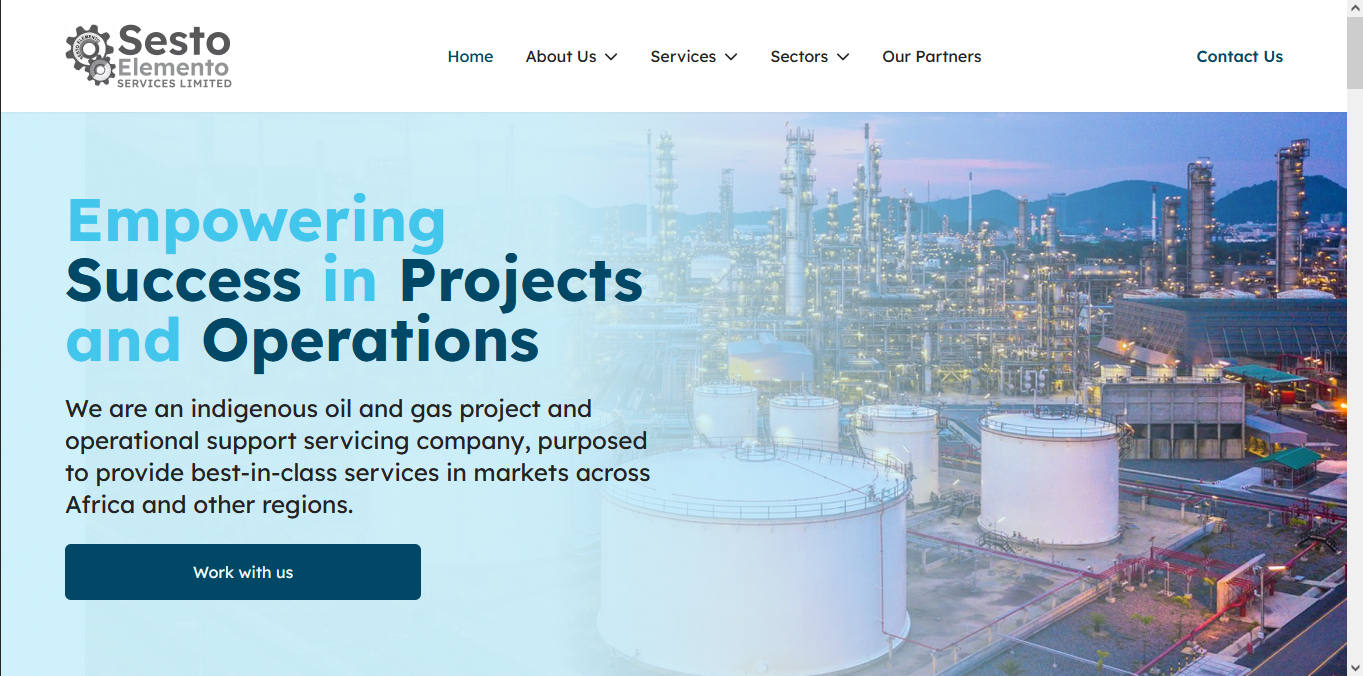 Sesto
Elemento
SERVICES LIMITED
SESTO ELEMENTO
Home
About Us
Services
Sectors
Our Partners
Contact Us
Empowering
Success in Projects
and Operations
We are an indigenous oil and gas project and
operational support servicing company, purposed
to provide best-in-class services in markets across
Africa and other regions.
Work with us